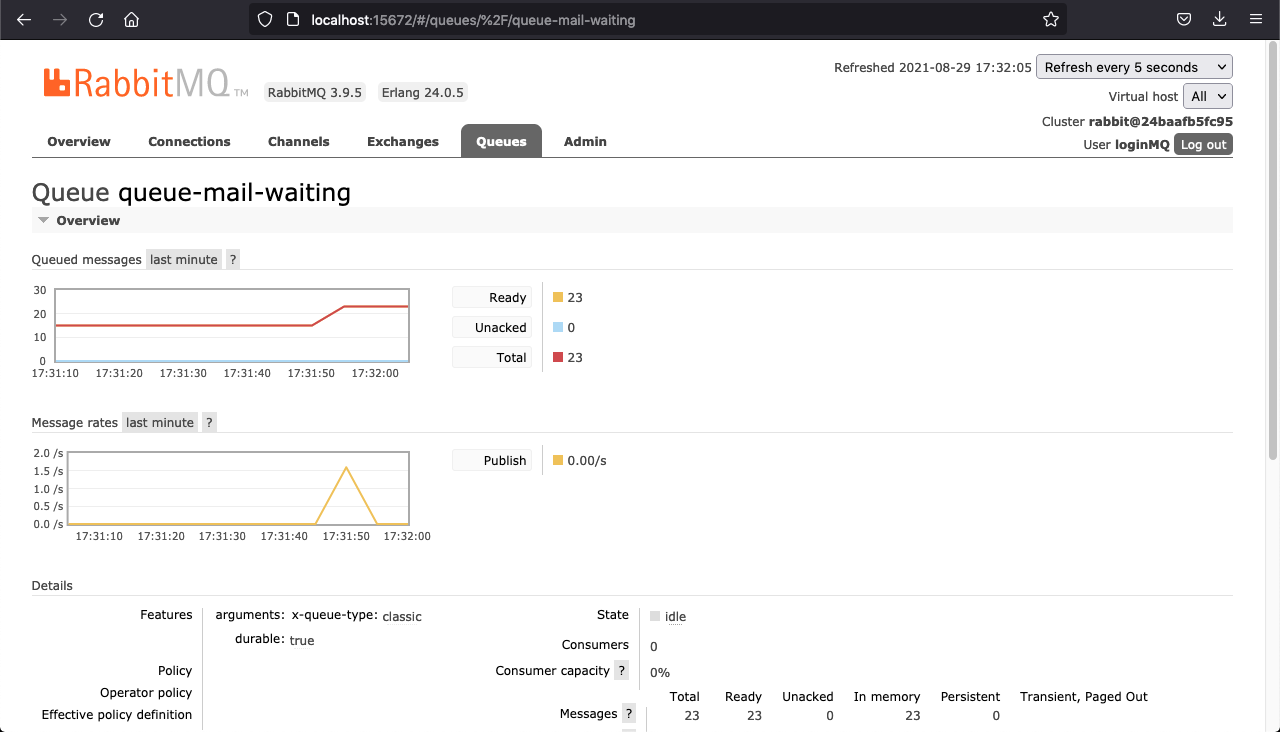 localhost:15672/#/queues/%2F/queue-mail-waiting
RabbitMQ TM RabbitMQ 3.9.5 Erlang 24.0.5
Refreshed 2021-08-29 17:32:05 Refresh every 5 seconds
Virtual host All
Cluster rabbit@24baafb5fc95
User loginMQ Log out
Overview Connections Channels Exchanges Queues Admin
Queue queue-mail-waiting
Overview
Queued messages last minute ?
30
20
10
0
17:31:10 17:31:20 17:31:30 17:31:40 17:31:50 17:32:00
Ready 23
Unacked 0
Total 23
Message rates last minute ?
2.0 /s
1.5 /s
1.0 /s
0.5 /s
0.0 /s
17:31:10 17:31:20 17:31:30 17:31:40 17:31:50 17:32:00
Publish 0.00/s
Details
Features arguments: x-queue-type: classic
durable: true
Policy
Operator policy
Effective policy definition
State idle
Consumers 0
Consumer capacity ? 0%
Total Ready Unacked In memory Persistent Transient, Paged Out
Messages ? 23 23 0 23 0